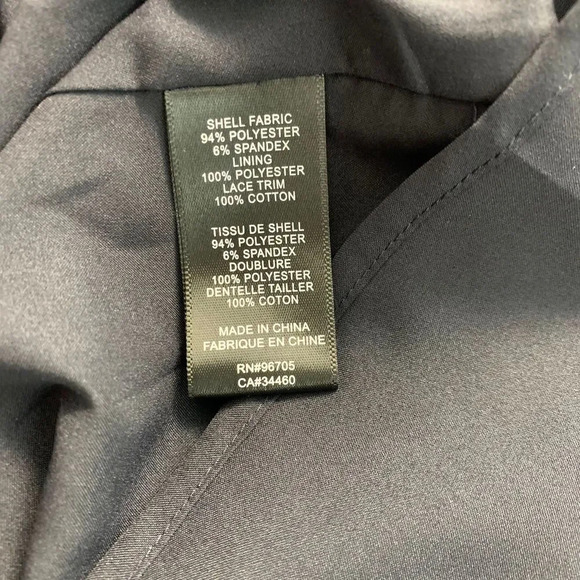 SHELL FABRIC
94% POLYESTER
6% SPANDEX
LINING
100% POLYESTER
LACE TRIM
100% COTTON
TISSU DE SHELL
94% POLYESTER
6% SPANDEX
DOUBLURE
100% POLYESTER
DENTELLE TAILLER
100% COTON
MADE IN CHINA
FABRIQUE EN CHINE
RN#96705
CA#34460